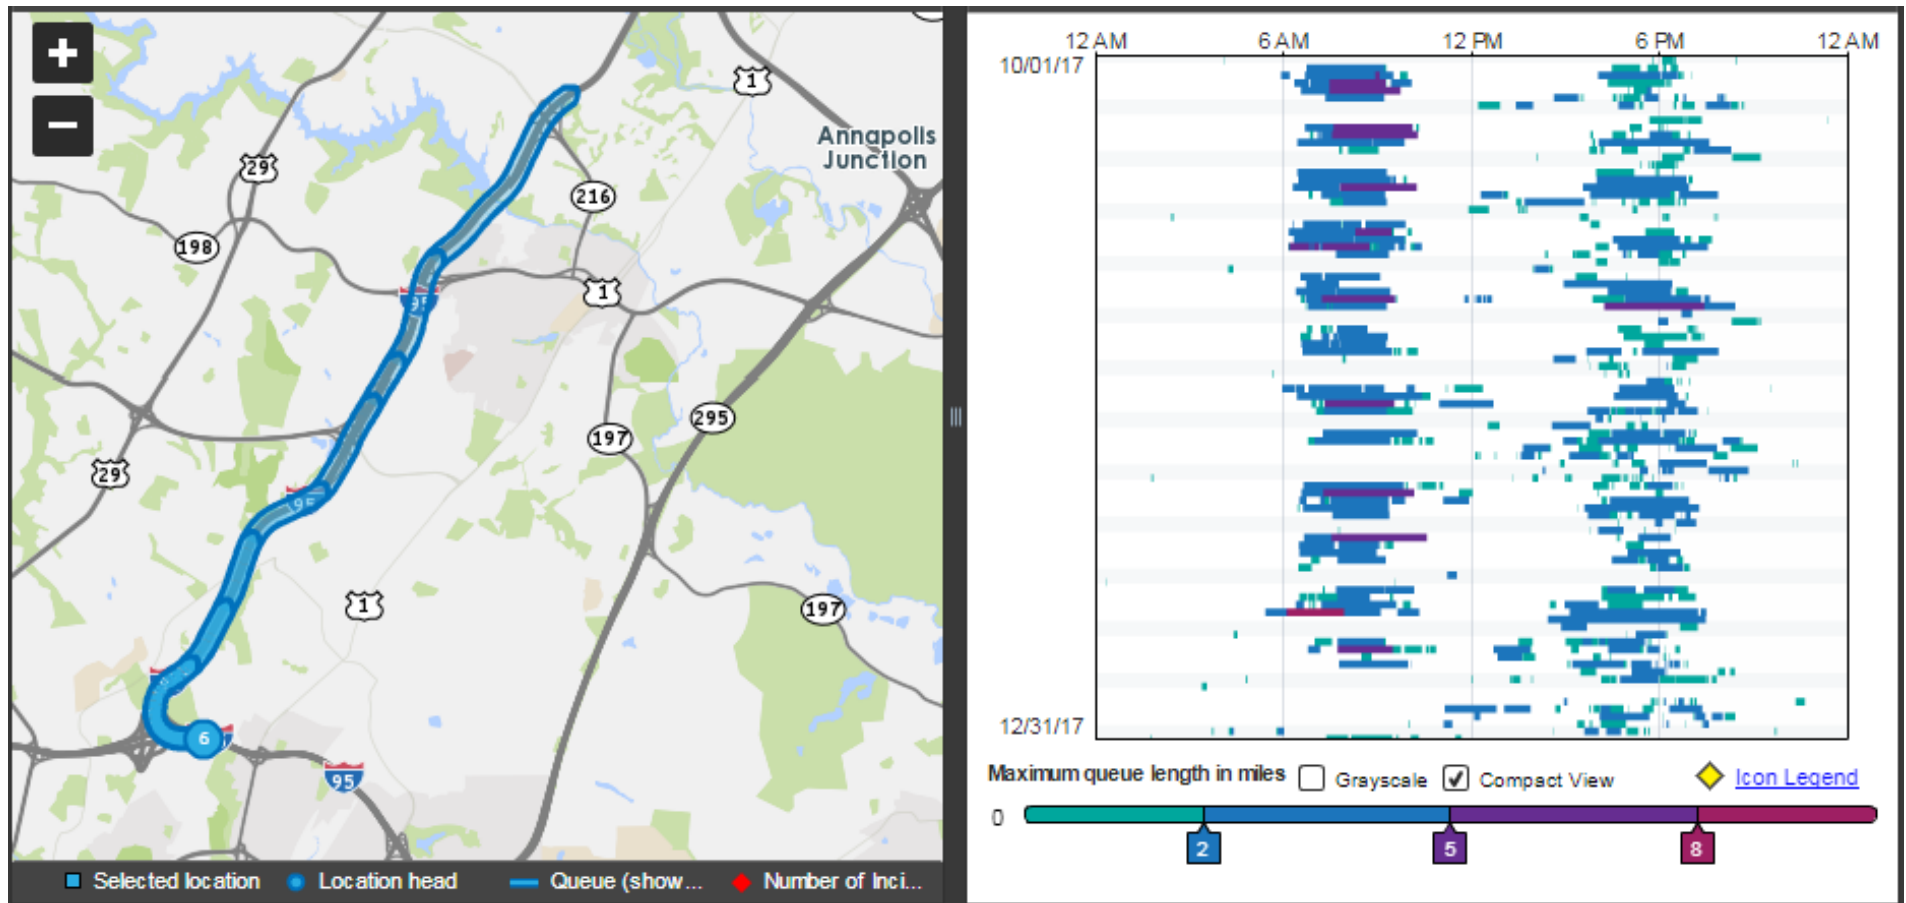 +
−
1
Annapolis
Junction
29
216
198
95
1
197
295
29
95
1
197
6
95
Selected location
Location head
Queue (show...
Number of Inci...
12 AM 6 AM 12 PM 6 PM 12 AM
10/01/17
12/31/17
Maximum queue length in miles Grayscale Compact View Icon Legend
0
2 5 8